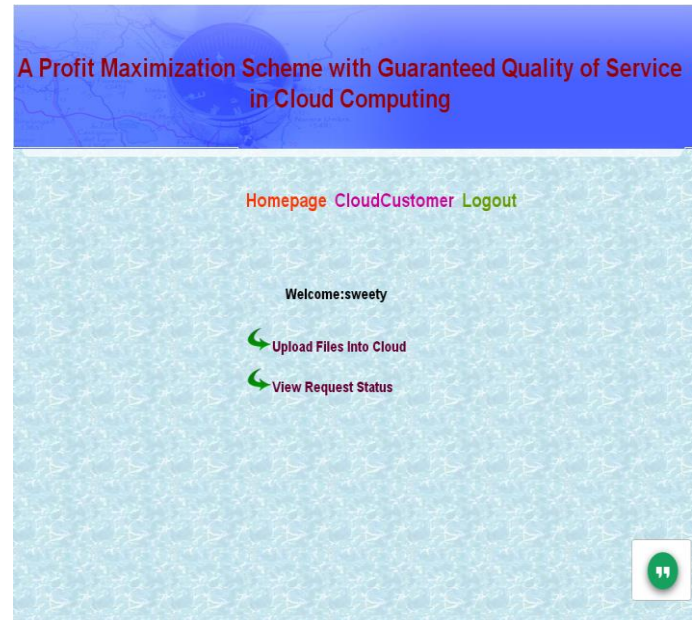 A Profit Maximization Scheme with Guaranteed Quality of Service
in Cloud Computing
Homepage CloudCustomer Logout
Welcome:sweety
Upload Files Into Cloud
View Request Status